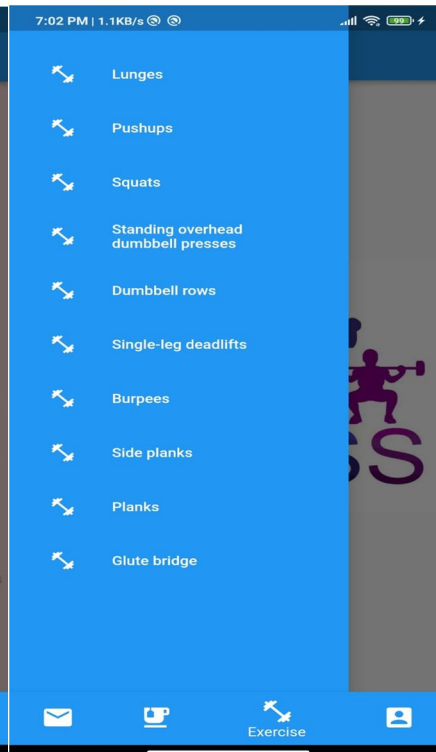 7:02 PM | 1.1KB/s
99
Lunges
Pushups
Squats
Standing overhead
dumbbell presses
Dumbbell rows
Single-leg deadlifts
Burpees
Side planks
Planks
Glute bridge
SS
Exercise